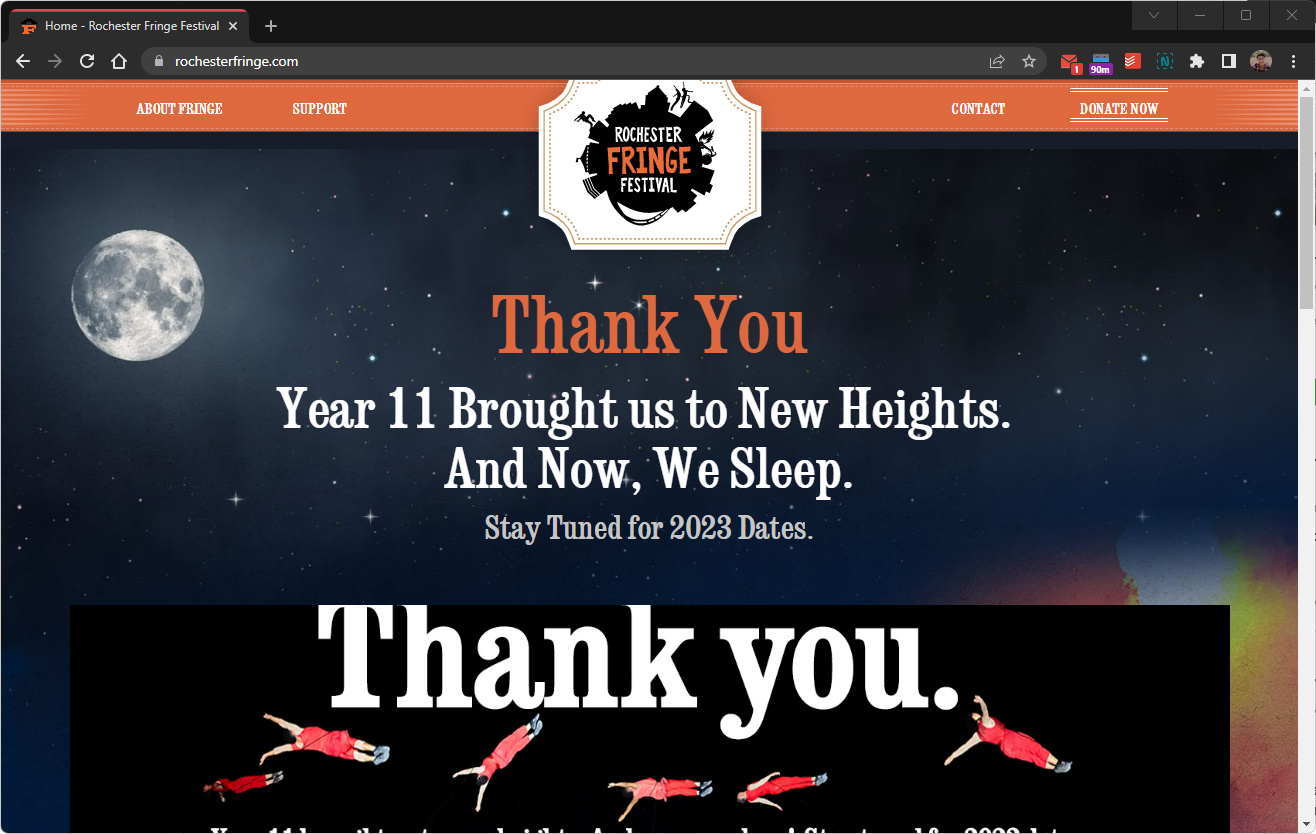 Home - Rochester Fringe Festival
rochesterfringe.com
1
90m
N
ABOUT FRINGE
SUPPORT
ROCHESTER
FRINGE
FESTIVAL
CONTACT
DONATE NOW
Thank You
Year 11 Brought us to New Heights.
And Now, We Sleep.
Stay Tuned for 2023 Dates.
Thank you.